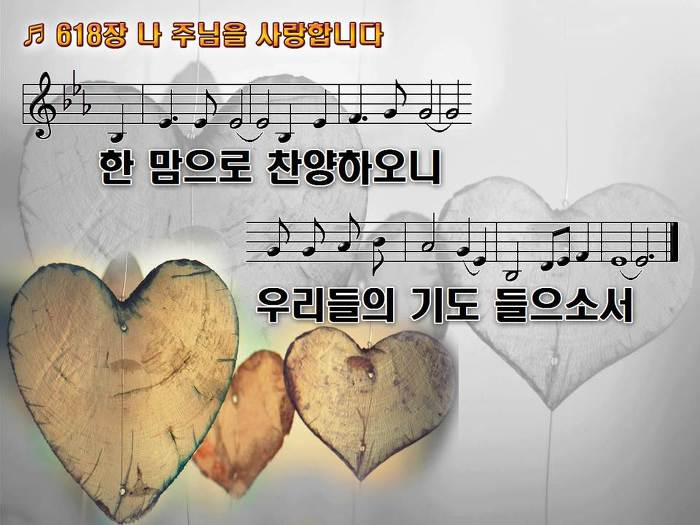 ♬ 618장 나 주님을 사랑합니다
한 맘으로 찬양하오니
우리들의 기도 들으소서